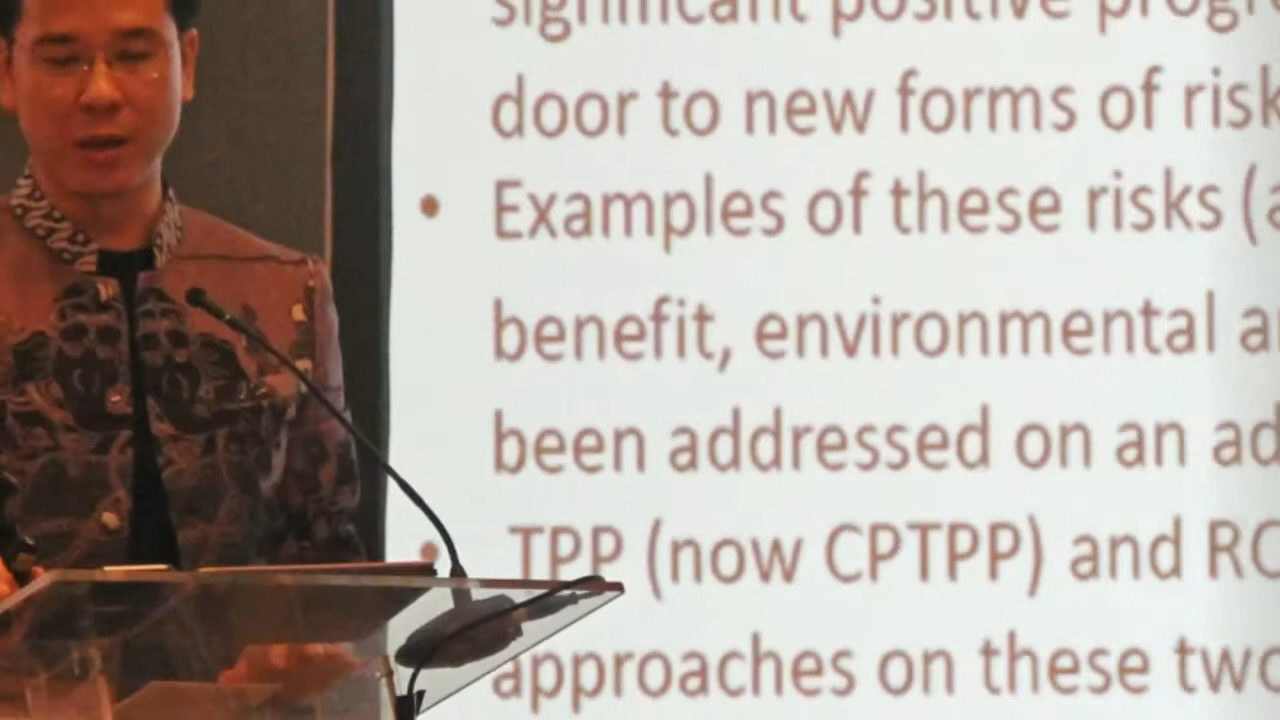 significant positive progr
door to new forms of risk
• Examples of these risks (a
benefit, environmental a
been addressed on an ad
• TPP (now CPTPP) and RC
approaches on these two